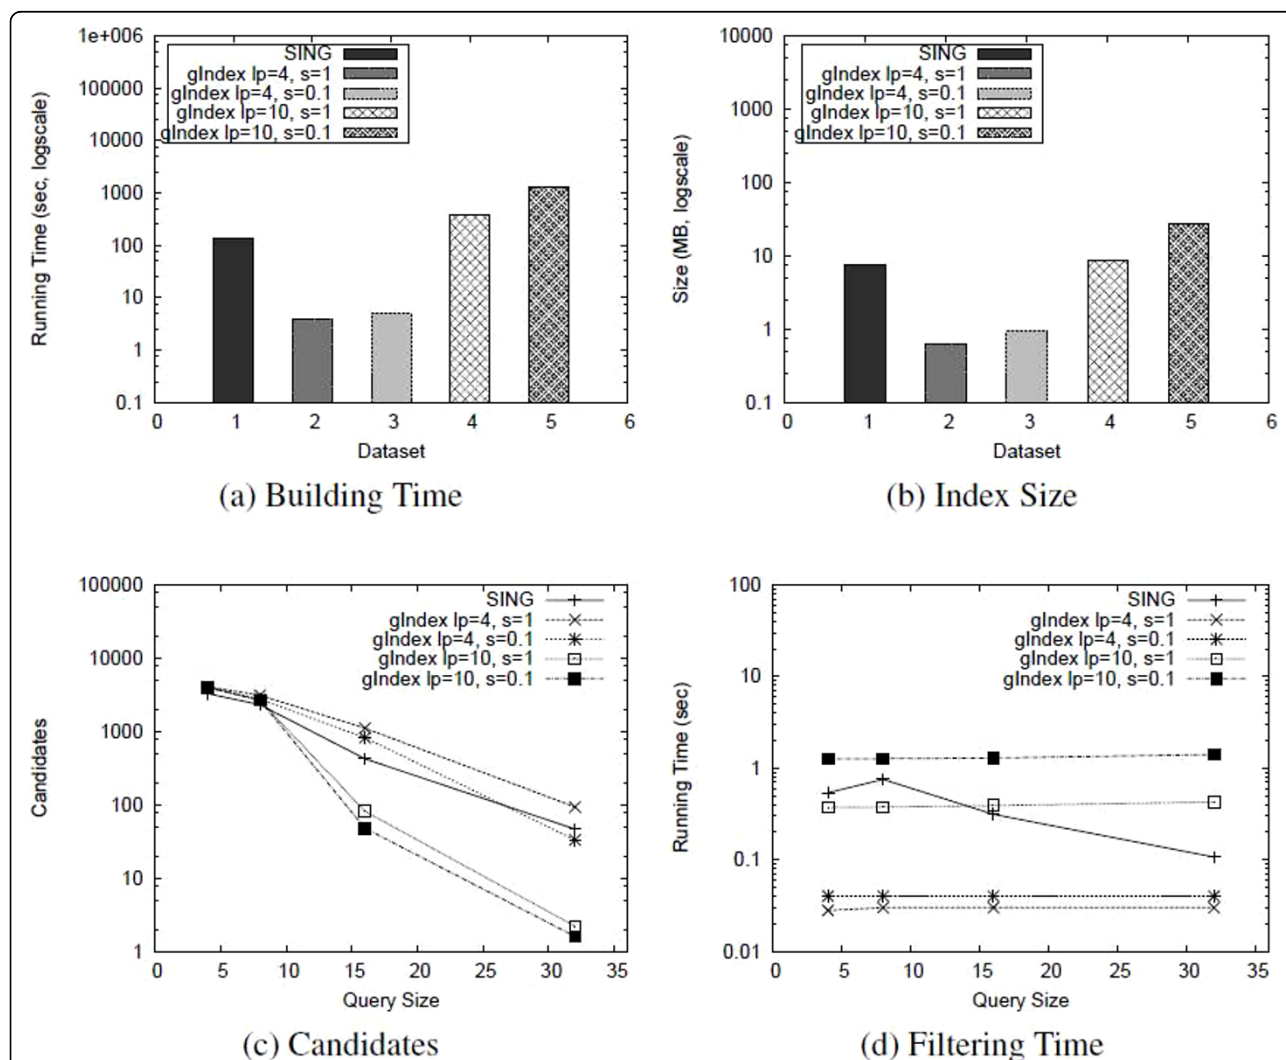 1e+006
100000
10000
1000
100
10
1
0.1
Running Time (sec, logscale)
SING
gIndex lp=4, s=1
gIndex lp=4, s=0.1
gIndex lp=10, s=1
gIndex lp=10, s=0.1
0 1 2 3 4 5 6
Dataset
(a) Building Time
10000
1000
100
10
1
0.1
Size (MB, logscale)
SING
gIndex lp=4, s=1
gIndex lp=4, s=0.1
gIndex lp=10, s=1
gIndex lp=10, s=0.1
0 1 2 3 4 5 6
Dataset
(b) Index Size
100000
10000
1000
100
10
1
Candidates
SING
gIndex lp=4, s=1
gIndex lp=4, s=0.1
gIndex lp=10, s=1
gIndex lp=10, s=0.1
0 5 10 15 20 25 30 35
Query Size
(c) Candidates
100
10
1
0.1
0.01
Running Time (sec)
SING
gIndex lp=4, s=1
gIndex lp=4, s=0.1
gIndex lp=10, s=1
gIndex lp=10, s=0.1
0 5 10 15 20 25 30 35
Query Size
(d) Filtering Time